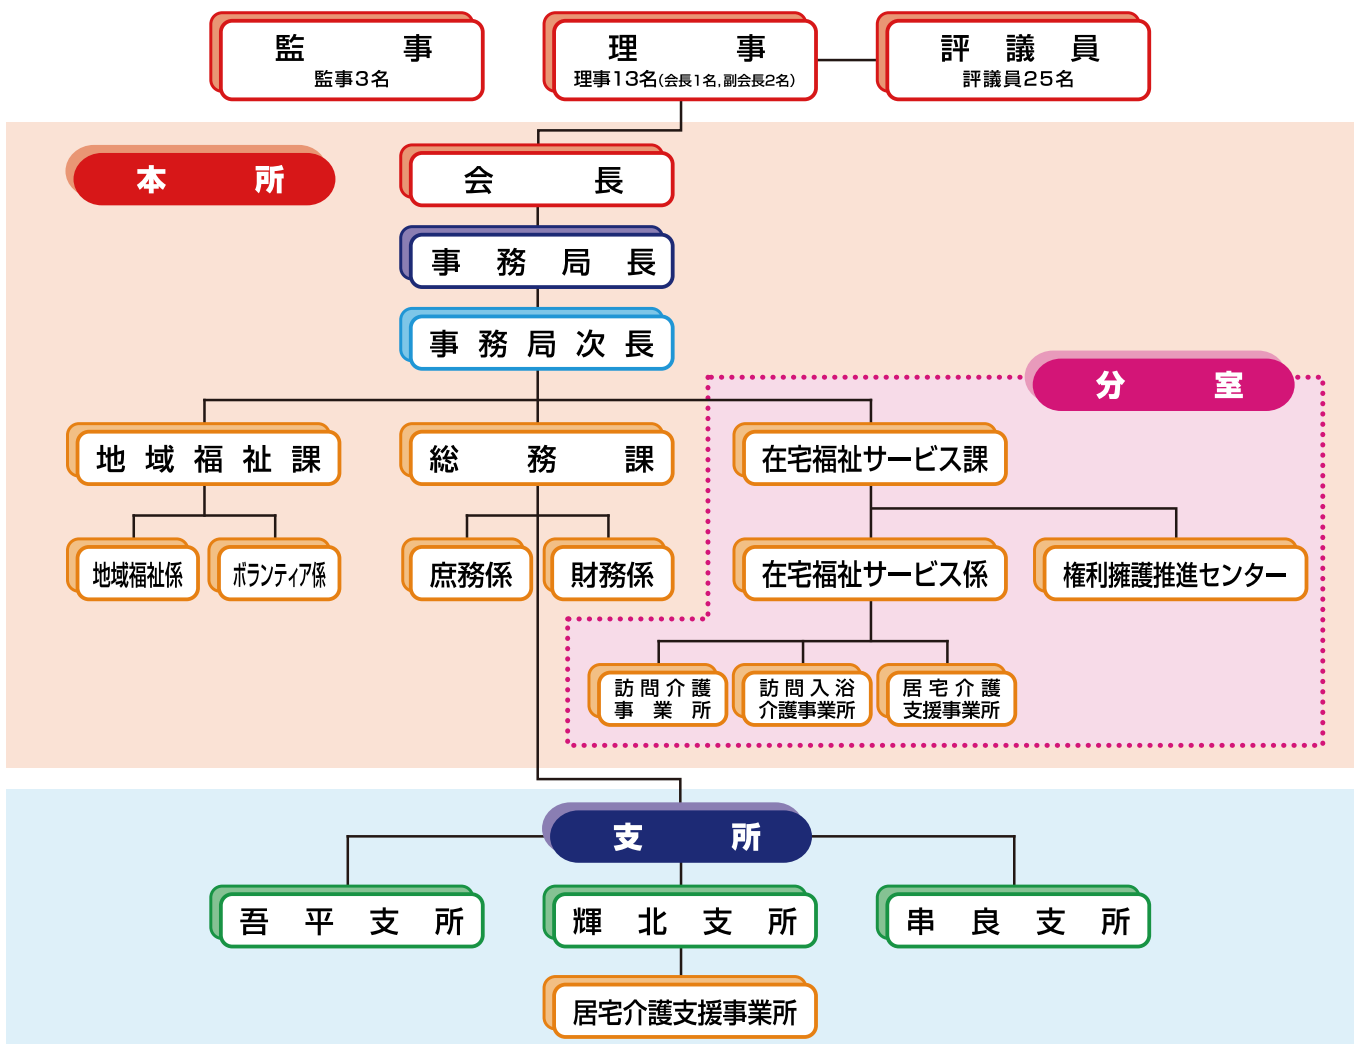 監事
監事3名
理事
理事13名(会長1名,副会長2名)
評議員
評議員25名
本所
会長
事務局長
事務局次長
分室
地域福祉課
総務課
在宅福祉サービス課
地域福祉係
ボランティア係
庶務係
財務係
在宅福祉サービス係
権利擁護推進センター
訪問介護
事業所
訪問入浴
介護事業所
居宅介護
支援事業所
支所
吾平支所
輝北支所
串良支所
居宅介護支援事業所